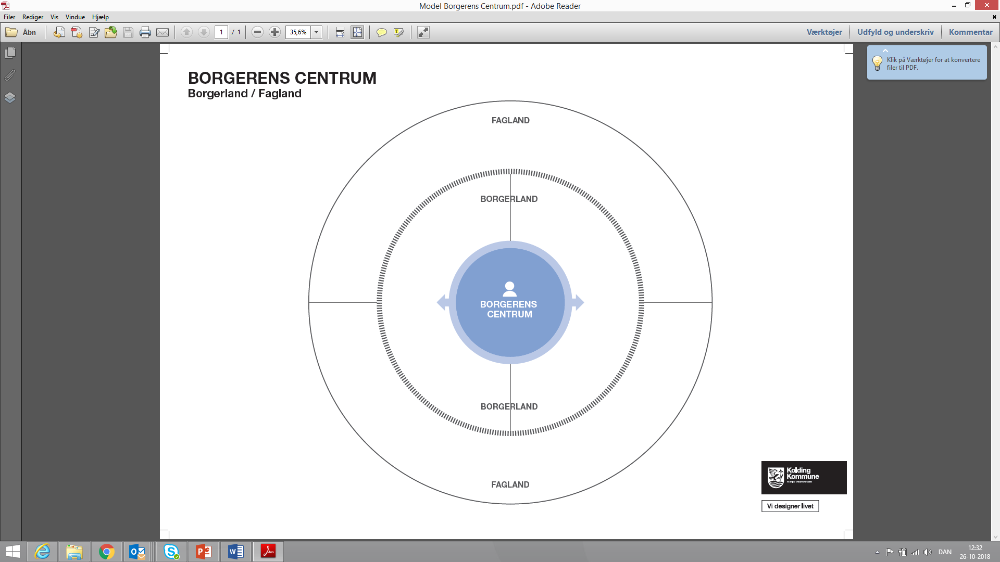 Model Borgerens Centrum.pdf - Adobe Reader
Filer Rediger Vis Vindue Hjælp
Åbn 1 / 1 35,6% Værktøjer Udfyld og underskriv Kommentar
Klik på Værktøjer for at konvertere
filer til PDF.
BORGERENS CENTRUM
Borgerland / Fagland
FAGLAND
BORGERLAND
BORGERENS
CENTRUM
BORGERLAND
FAGLAND
Kolding
Kommune
Vi designer livet
DAN
12:32
26-10-2018